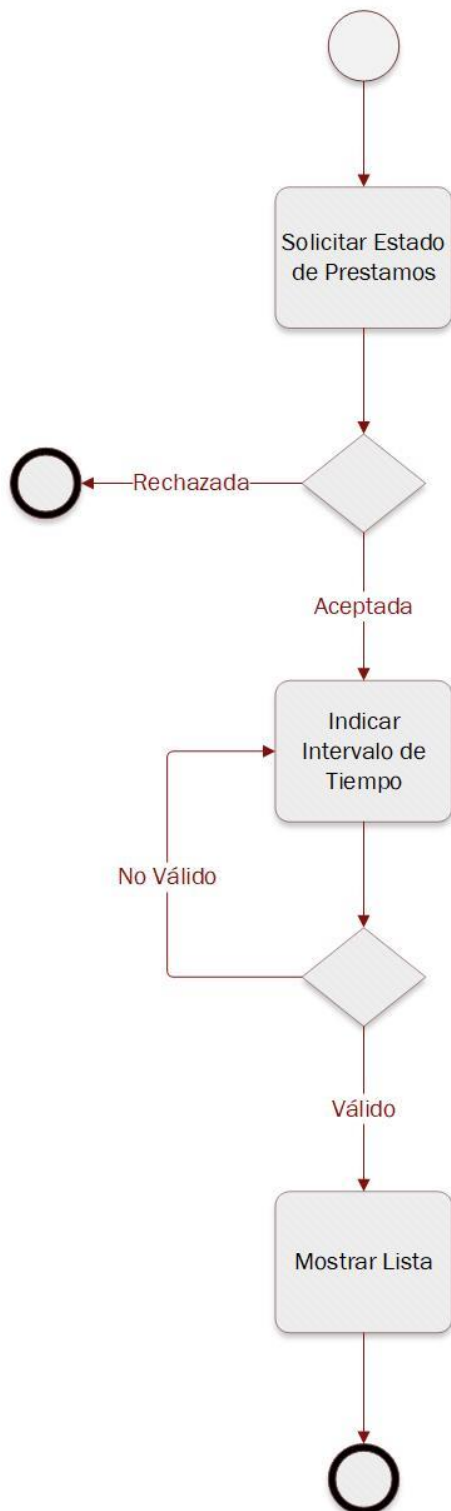 Solicitar Estado
de Prestamos
Rechazada
Aceptada
Indicar
Intervalo de
Tiempo
No Válido
Válido
Mostrar Lista